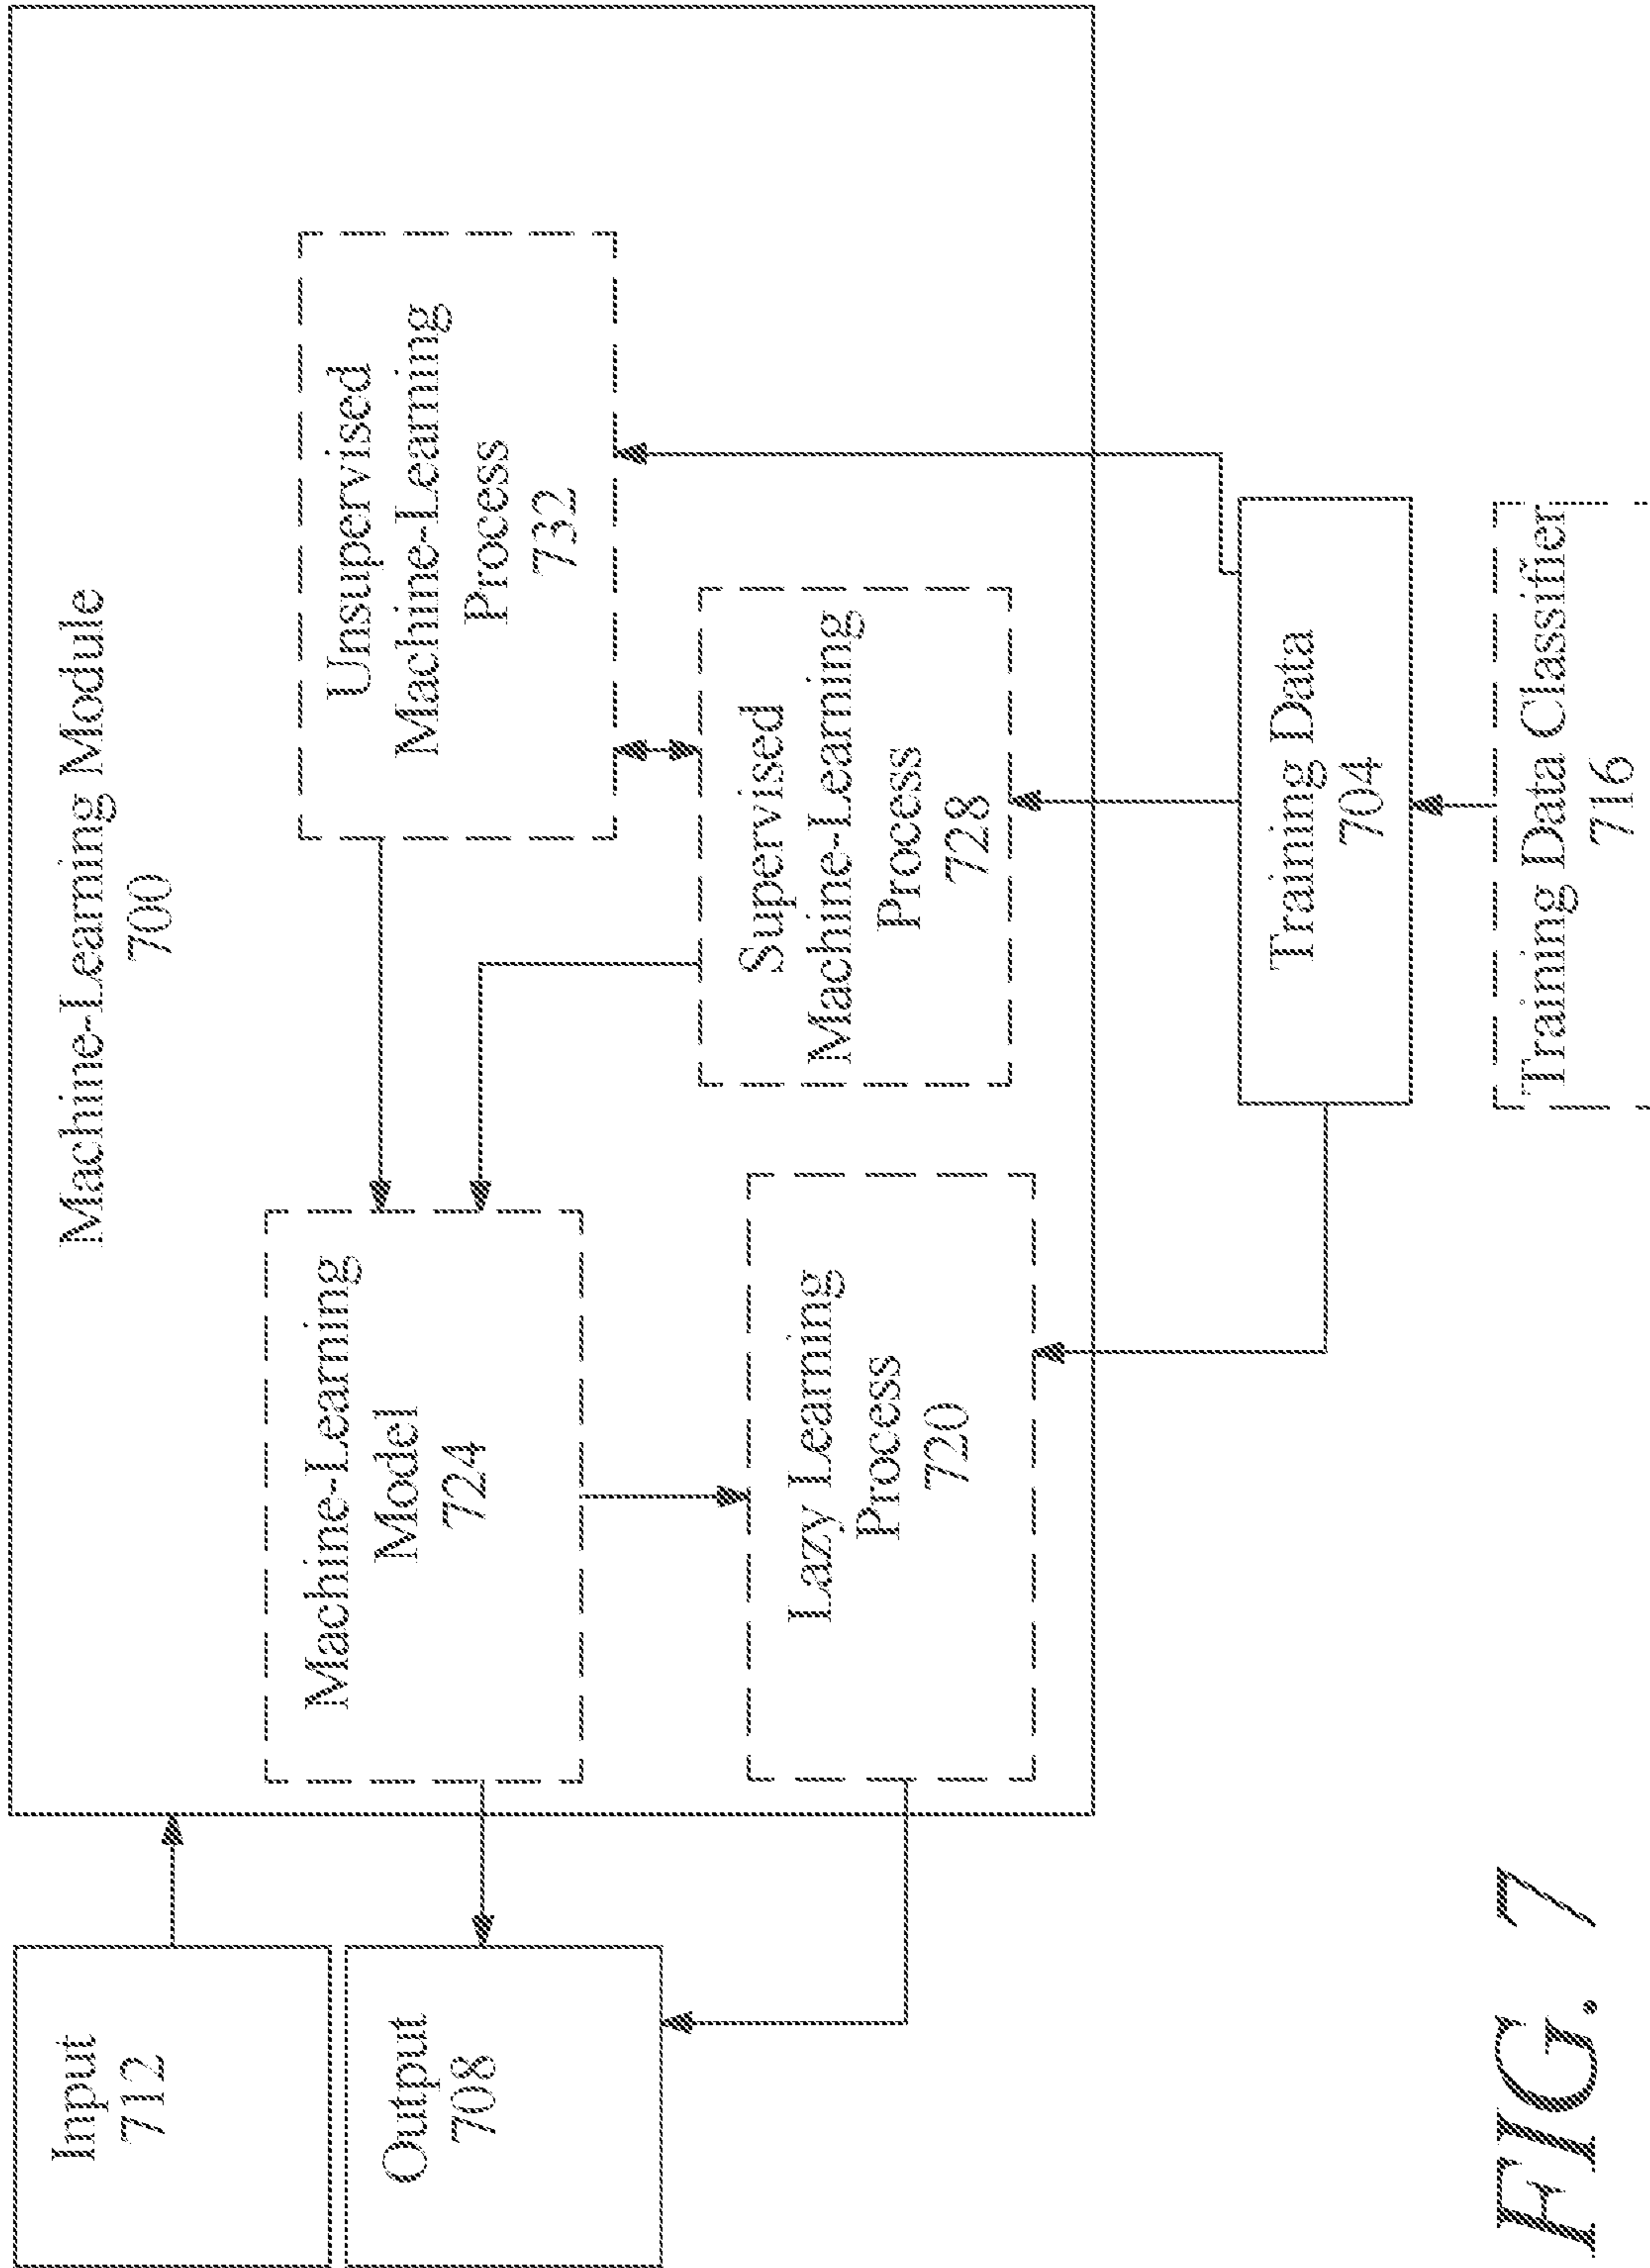 Machine-Learning Module
700
Input
712
Output
708
Machine-Learning
Model
724
Unsupervised
Machine-Learning
Process
732
Lazy Learning
Process
720
Supervised
Machine-Learning
Process
728
Training Data
704
Training Data Classifier
716
FIG. 7